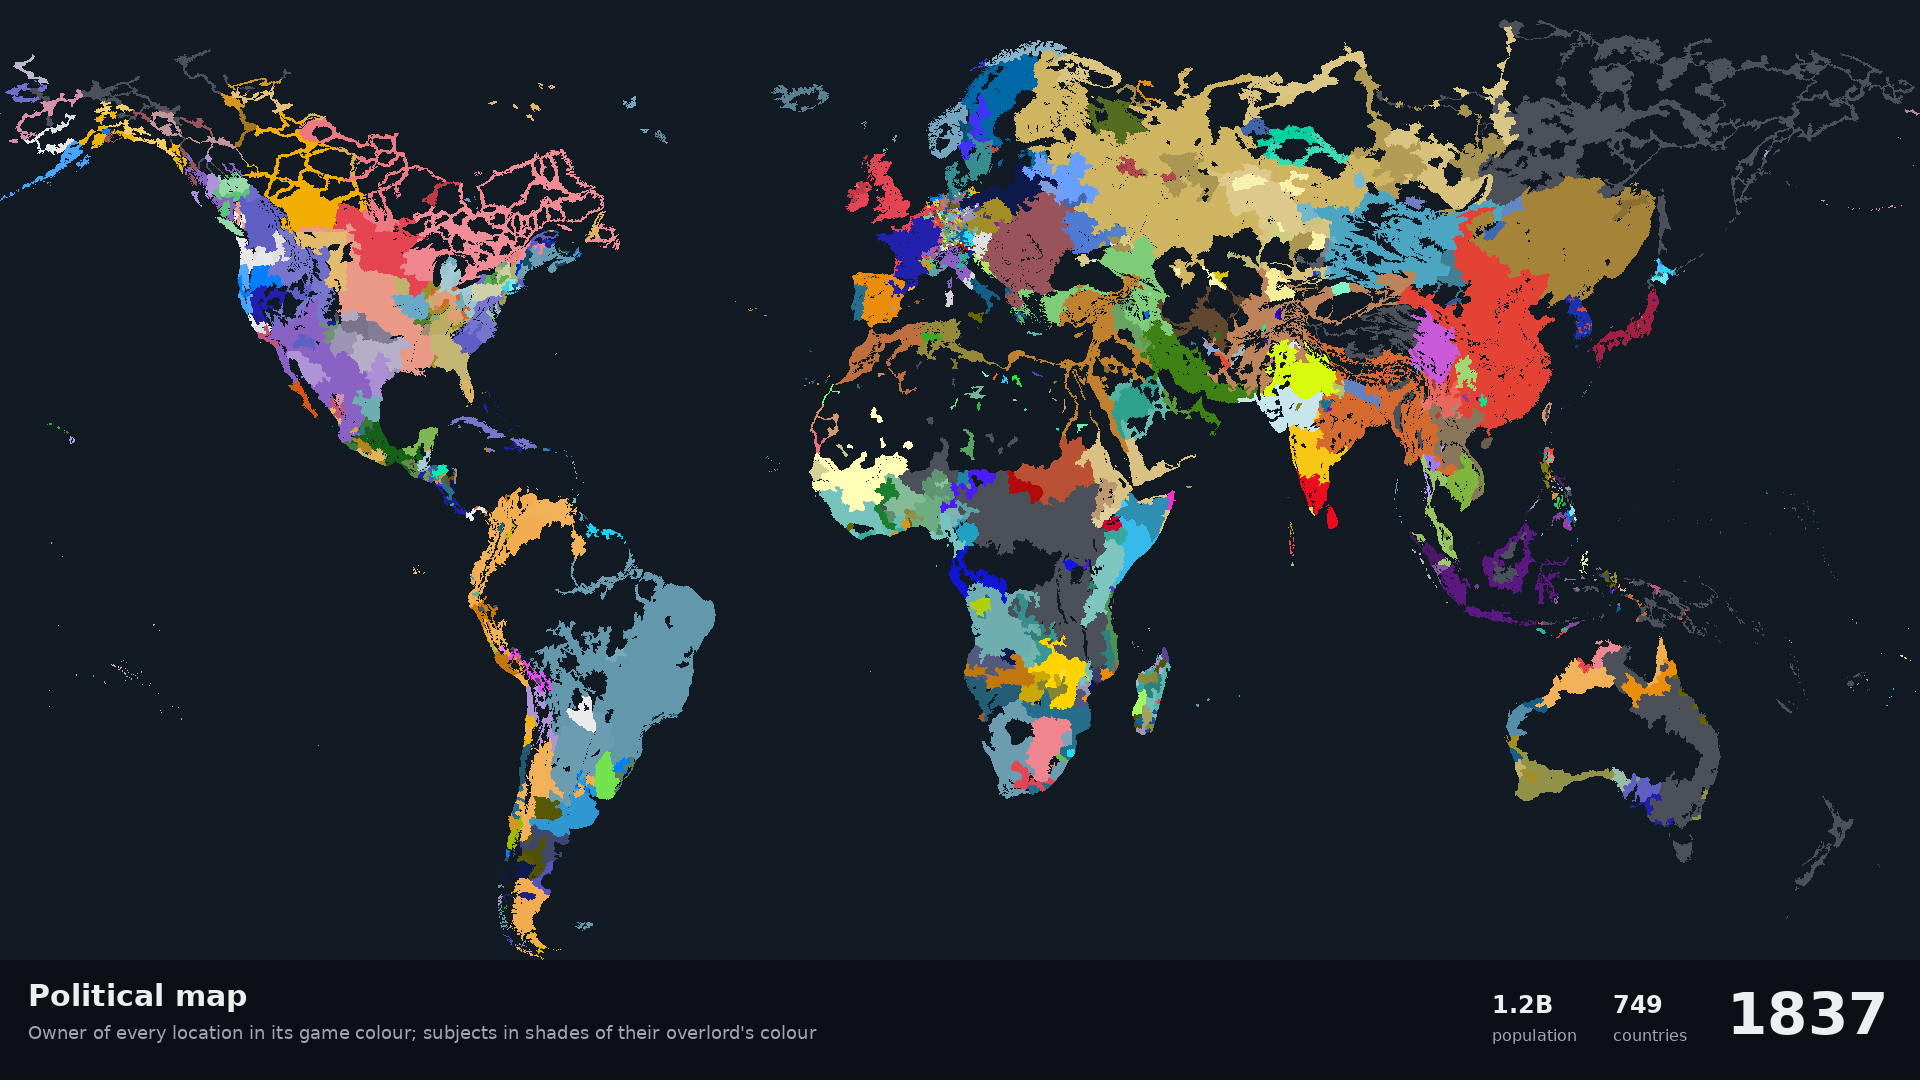 Political map
Owner of every location in its game colour; subjects in shades of their overlord's colour
1.2B
population
749
countries
1837